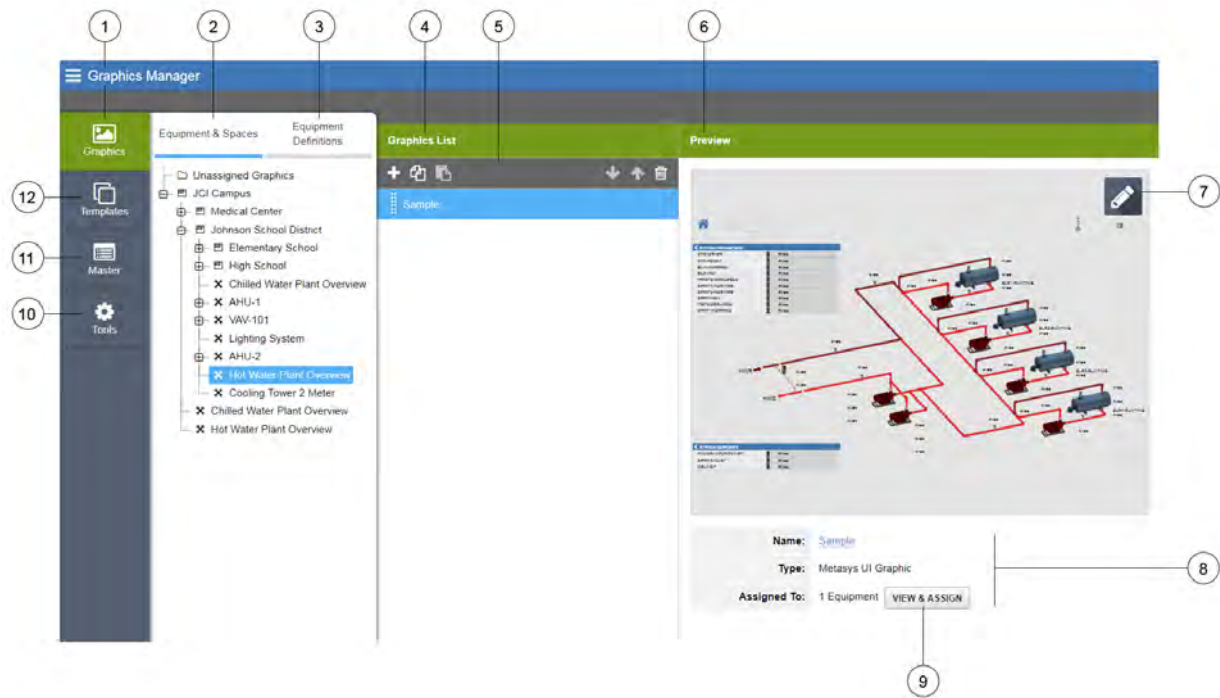 1 2 3 4 5 6
Graphics Manager
Graphics
Equipment & Spaces
Equipment
Definitions
Graphics List
Preview
Unassigned Graphics
JCI Campus
Medical Center
Johnson School District
Elementary School
High School
Chilled Water Plant Overview
AHU-1
VAV-101
Lighting System
AHU-2
Hot Water Plant Overview
Cooling Tower 2 Meter
Chilled Water Plant Overview
Hot Water Plant Overview
Sample
7
12
Templates
11
Master
10
Tools
Name: Sample
Type: Metasys UI Graphic
8
Assigned To: 1 Equipment VIEW & ASSIGN
9